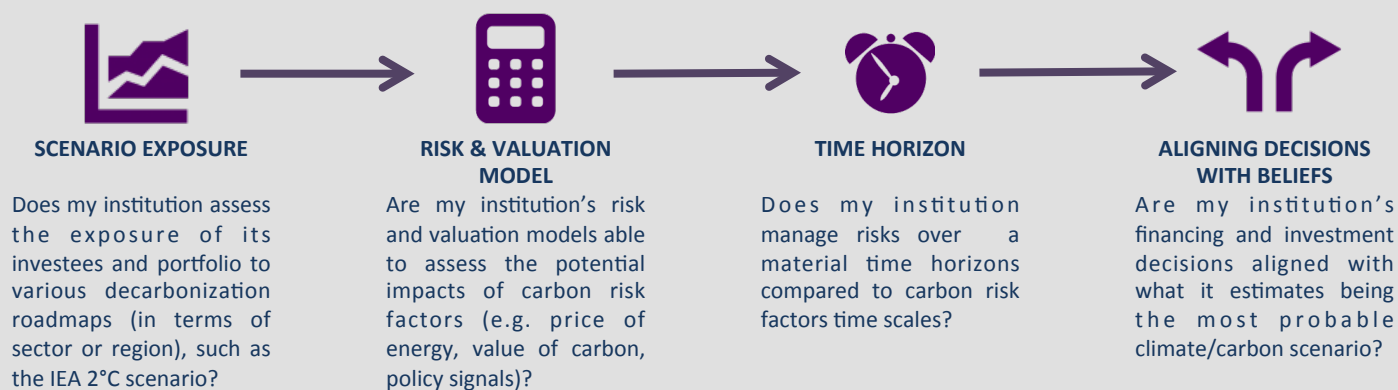 SCENARIO EXPOSURE
Does my institution assess
the exposure of its
investees and portfolio to
various decarbonization
roadmaps (in terms of
sector or region), such as
the IEA 2°C scenario?
RISK & VALUATION
MODEL
Are my institution's risk
and valuation models able
to assess the potential
impacts of carbon risk
factors (e.g. price of
energy, value of carbon,
policy signals)?
TIME HORIZON
Does my institution
manage risks over a
material time horizons
compared to carbon risk
factors time scales?
ALIGNING DECISIONS
WITH BELIEFS
Are my institution's
financing and investment
decisions aligned with
what it estimates being
the most probable
climate/carbon scenario?